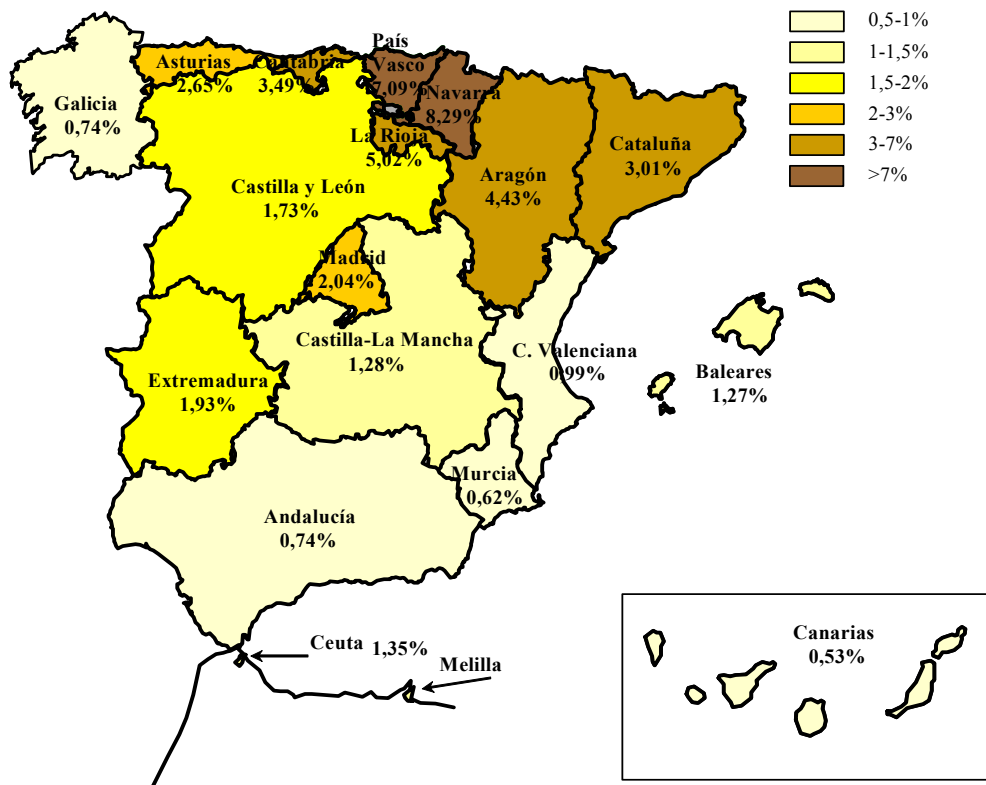 0,5-1%
1-1,5%
1,5-2%
2-3%
3-7%
>7%
Galicia
0,74%
Asturias
2,65%
Cantabria
3,49%
País
Vasco
7,09%
Navarra
8,29%
La Rioja
5,02%
Aragón
4,43%
Cataluña
3,01%
Castilla y León
1,73%
Madrid
2,04%
Castilla-La Mancha
1,28%
C. Valenciana
0,99%
Baleares
1,27%
Extremadura
1,93%
Murcia
0,62%
Andalucía
0,74%
Ceuta 1,35%
Melilla
Canarias
0,53%